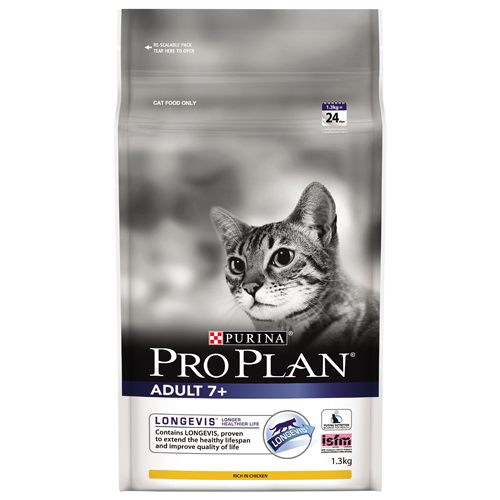 RE-SEALABLE PACK
TEAR HERE TO OPEN
CAT FOOD ONLY
1.3kg =
24 days
PURINA®
PROPLAN®
ADULT 7+
LONGEVIS® LONGER HEALTHIER LIFE
Contains LONGEVIS, proven
to extend the healthy lifespan
and improve quality of life
LONGEVIS
isfm
1.3kg
RICH IN CHICKEN